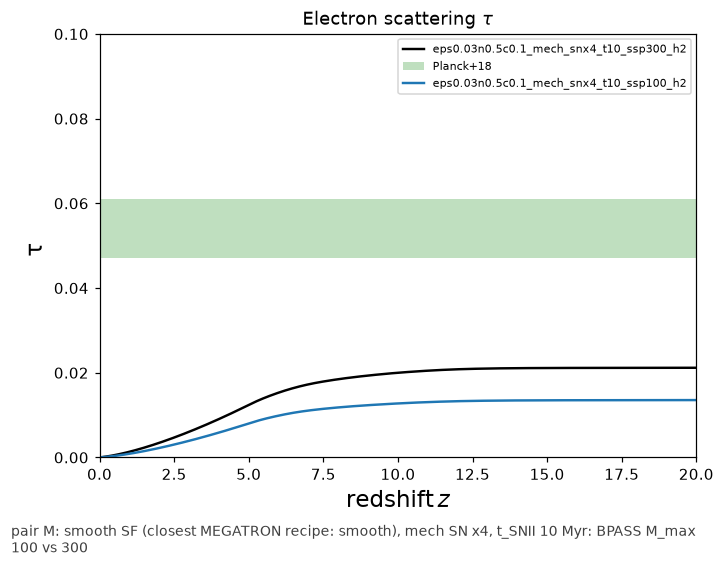 Electron scattering τ
0.10
0.08
0.06
0.04
0.02
0.00
τ
eps0.03n0.5c0.1_mech_snx4_t10_ssp300_h2
Planck+18
eps0.03n0.5c0.1_mech_snx4_t10_ssp100_h2
0.0 2.5 5.0 7.5 10.0 12.5 15.0 17.5 20.0
redshift z
pair M: smooth SF (closest MEGATRON recipe: smooth), mech SN x4, t_SNII 10 Myr: BPASS M_max
100 vs 300